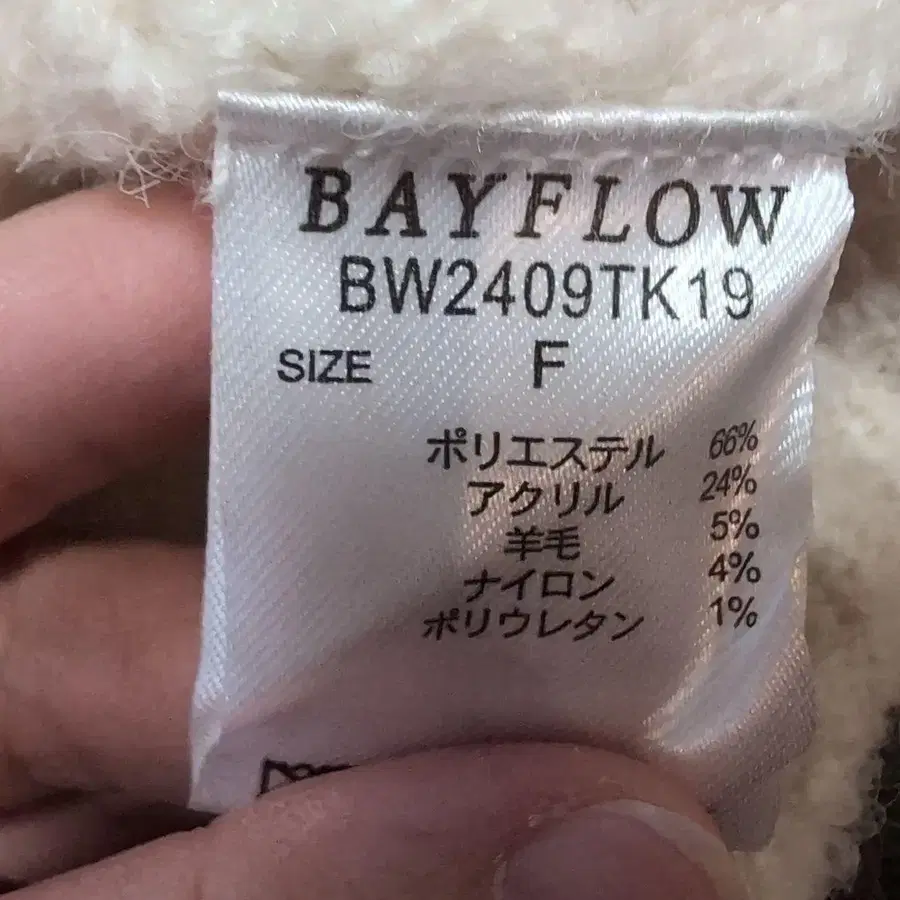 BAYFLOW
BW2409TK19
SIZE F
ポリエステル 66%
アクリル 24%
羊毛 5%
ナイロン 4%
ポリウレタン 1%